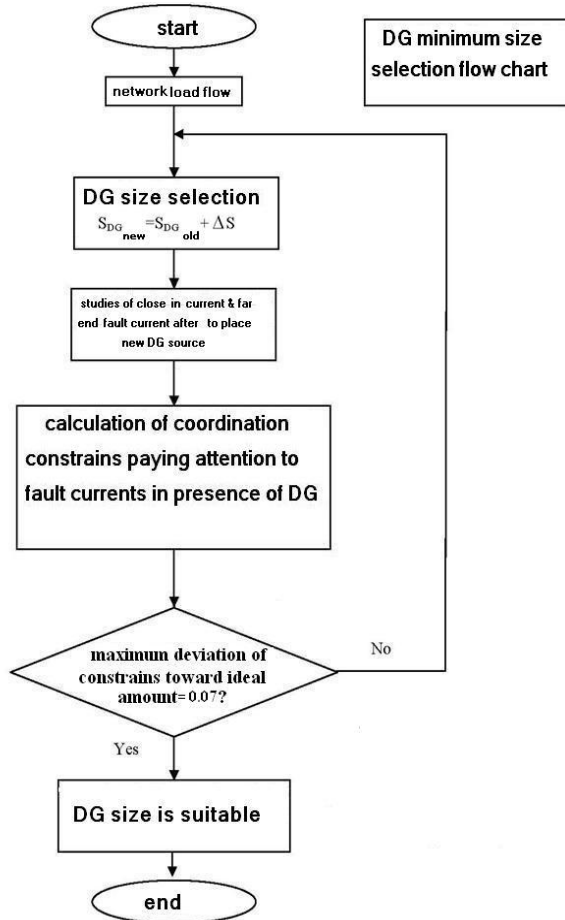 start
DG minimum size
selection flow chart
network load flow
DG size selection
SDG new=SDG old + ΔS
studies of close in current & far
end fault current after to place
new DG source
calculation of coordination
constrains paying attention to
fault currents in presence of DG
maximum deviation of
constrains toward ideal
amount=0.07?
No
Yes
DG size is suitable
end